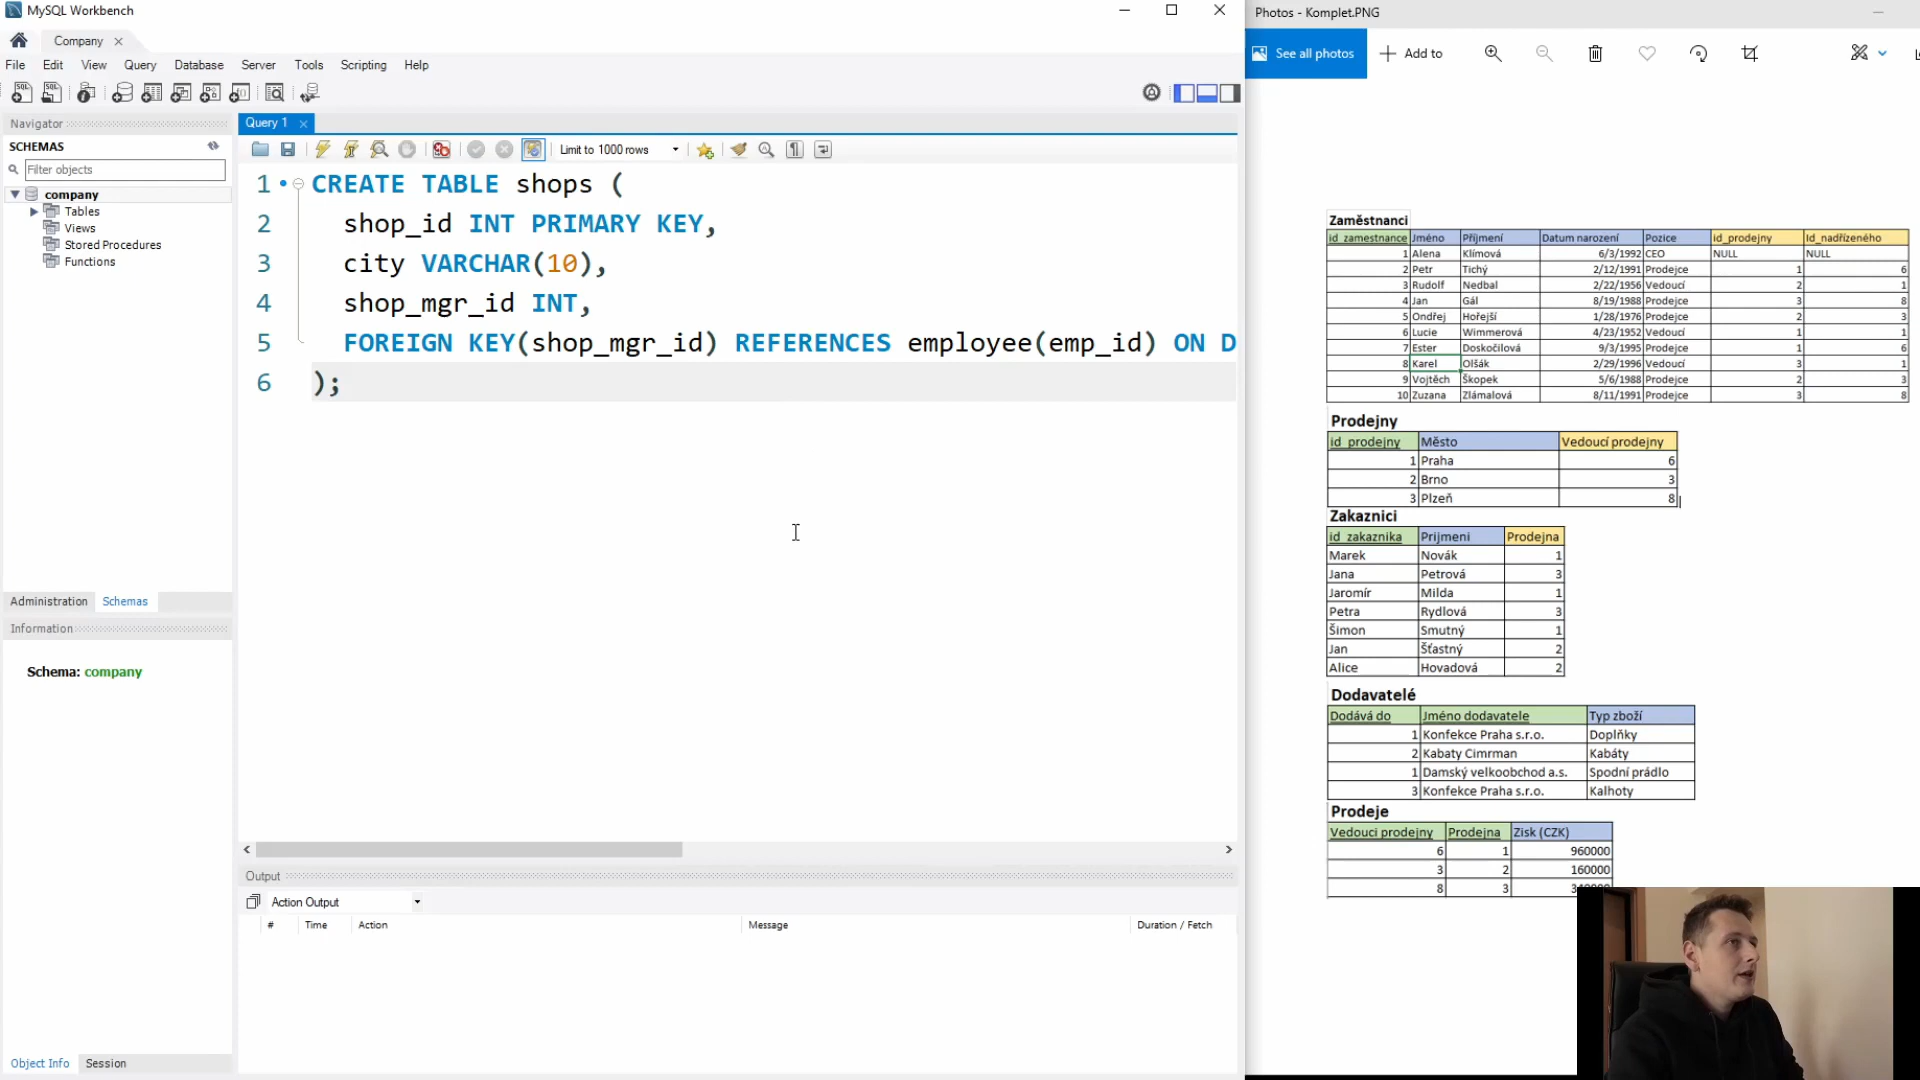 MySQL Workbench
Company
File Edit View Query Database Server Tools Scripting Help
Navigator
SCHEMAS
Filter objects
company
Tables
Views
Stored Procedures
Functions
Administration Schemas
Information
Schema: company
Object Info Session
Query 1
Limit to 1000 rows
1 CREATE TABLE shops (
2 shop_id INT PRIMARY KEY,
3 city VARCHAR(10),
4 shop_mgr_id INT,
5 FOREIGN KEY(shop_mgr_id) REFERENCES employee(emp_id) ON D
6 );
Output
Action Output
# Time Action Message Duration / Fetch
Photos - Komplet.PNG
See all photos Add to
Zaměstnanci
id_zamestnance Jméno Příjmení Datum narození Pozice id_prodejny Id_nadřízeného
1 Alena Klímová 6/3/1992 CEO NULL NULL
2 Petr Tichý 2/12/1991 Prodejce 1 6
3 Rudolf Nedbal 2/22/1956 Vedoucí 2 1
4 Jan Gál 8/19/1988 Prodejce 3 8
5 Ondřej Hořejší 1/28/1976 Prodejce 2 3
6 Lucie Wimmerová 4/23/1952 Vedoucí 1 1
7 Ester Doskočilová 9/3/1995 Prodejce 1 6
8 Karel Olšák 2/29/1996 Vedoucí 3 1
9 Vojtěch Škopek 5/6/1988 Prodejce 2 3
10 Zuzana Zlámalová 8/11/1991 Prodejce 3 8
Prodejny
id_prodejny Město Vedoucí prodejny
1 Praha 6
2 Brno 3
3 Plzeň 8
Zakaznici
id_zakaznika Prijmeni Prodejna
Marek Novák 1
Jana Petrová 3
Jaromír Milda 1
Petra Rydlová 3
Šimon Smutný 1
Jan Šťastný 2
Alice Hovadová 2
Dodavatelé
Dodává do Jméno dodavatele Typ zboží
1 Konfekce Praha s.r.o. Doplňky
2 Kabaty Cimrman Kabáty
1 Damský velkoobchod a.s. Spodní prádlo
3 Konfekce Praha s.r.o. Kalhoty
Prodeje
Vedouci prodejny Prodejna Zisk (CZK)
6 1 960000
3 2 160000
8 3